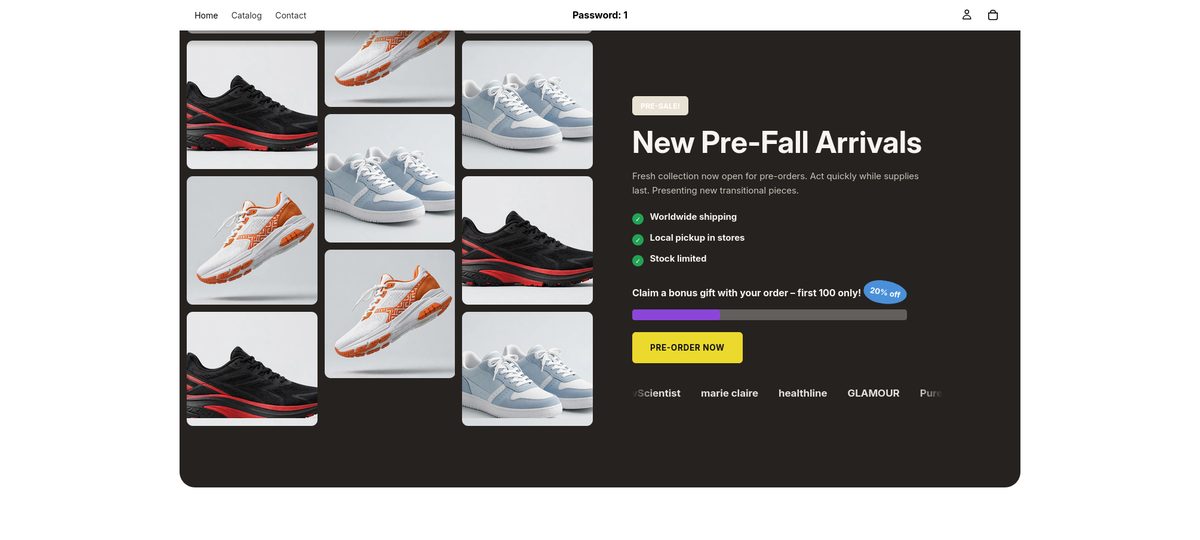 Home Catalog Contact Password: 1
PRE-SALE!
New Pre-Fall Arrivals
Fresh collection now open for pre-orders. Act quickly while supplies
last. Presenting new transitional pieces.
Worldwide shipping
Local pickup in stores
Stock limited
Claim a bonus gift with your order – first 100 only! 20% off
PRE-ORDER NOW
Scientist marie claire healthline GLAMOUR Pure